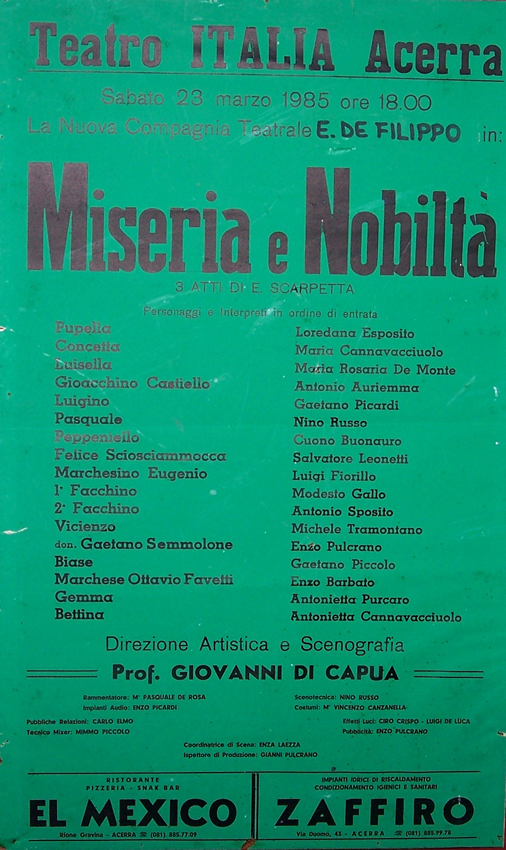 Teatro ITALIA Acerra
Sabato 23 marzo 1985 ore 18.00
La Nuova Compagnia Teatrale E. DE FILIPPO in:
Miseria e Nobiltà
3 ATTI DI E. SCARPETTA
Personaggi e Interpreti in ordine di entrata
Pupella Loredana Esposito
Concetta Maria Cannavacciuolo
Luisella Maria Rosaria De Monte
Gioacchino Castiello Antonio Auriemma
Luigino Gaetano Picardi
Pasquale Nino Russo
Peppeniello Cuono Buonauro
Felice Sciosciammocca Salvatore Leonetti
Marchesino Eugenio Luigi Fiorillo
1° Facchino Modesto Gallo
2° Facchino Antonio Sposito
Vicienzo Michele Tramontano
don. Gaetano Semmolone Enzo Pulcrano
Biase Gaetano Piccolo
Marchese Ottavio Favetti Enzo Barbato
Gemma Antonietta Purcaro
Bettina Antonietta Cannavacciuolo
Direzione Artistica e Scenografia
Prof. GIOVANNI DI CAPUA
Rammentatore: M° PASQUALE DE ROSA Scenotecnica: NINO RUSSO
Impianti Audio: ENZO PICARDI Costumi: M° VINCENZO CANZANELLA
Pubbliche Relazioni: CARLO ELMO Effetti Luci: CIRO CRISPO - LUIGI DE LUCA
Tecnico Mixer: MIMMO PICCOLO Pubblicità: ENZO PULCRANO
Coordinatrice di Scena: ENZA LAEZZA
Ispettore di Produzione: GIANNI PULCRANO
RISTORANTE
PIZZERIA - SNAK BAR
EL MEXICO
Rione Gravina - ACERRA ☎ (081) 885.77.09
IMPIANTI IDRICI DI RISCALDAMENTO
CONDIZIONAMENTO IGIENICI E SANITARI
ZAFFIRO
Via Duomo, 43 - ACERRA ☎ (081) 885.99.78